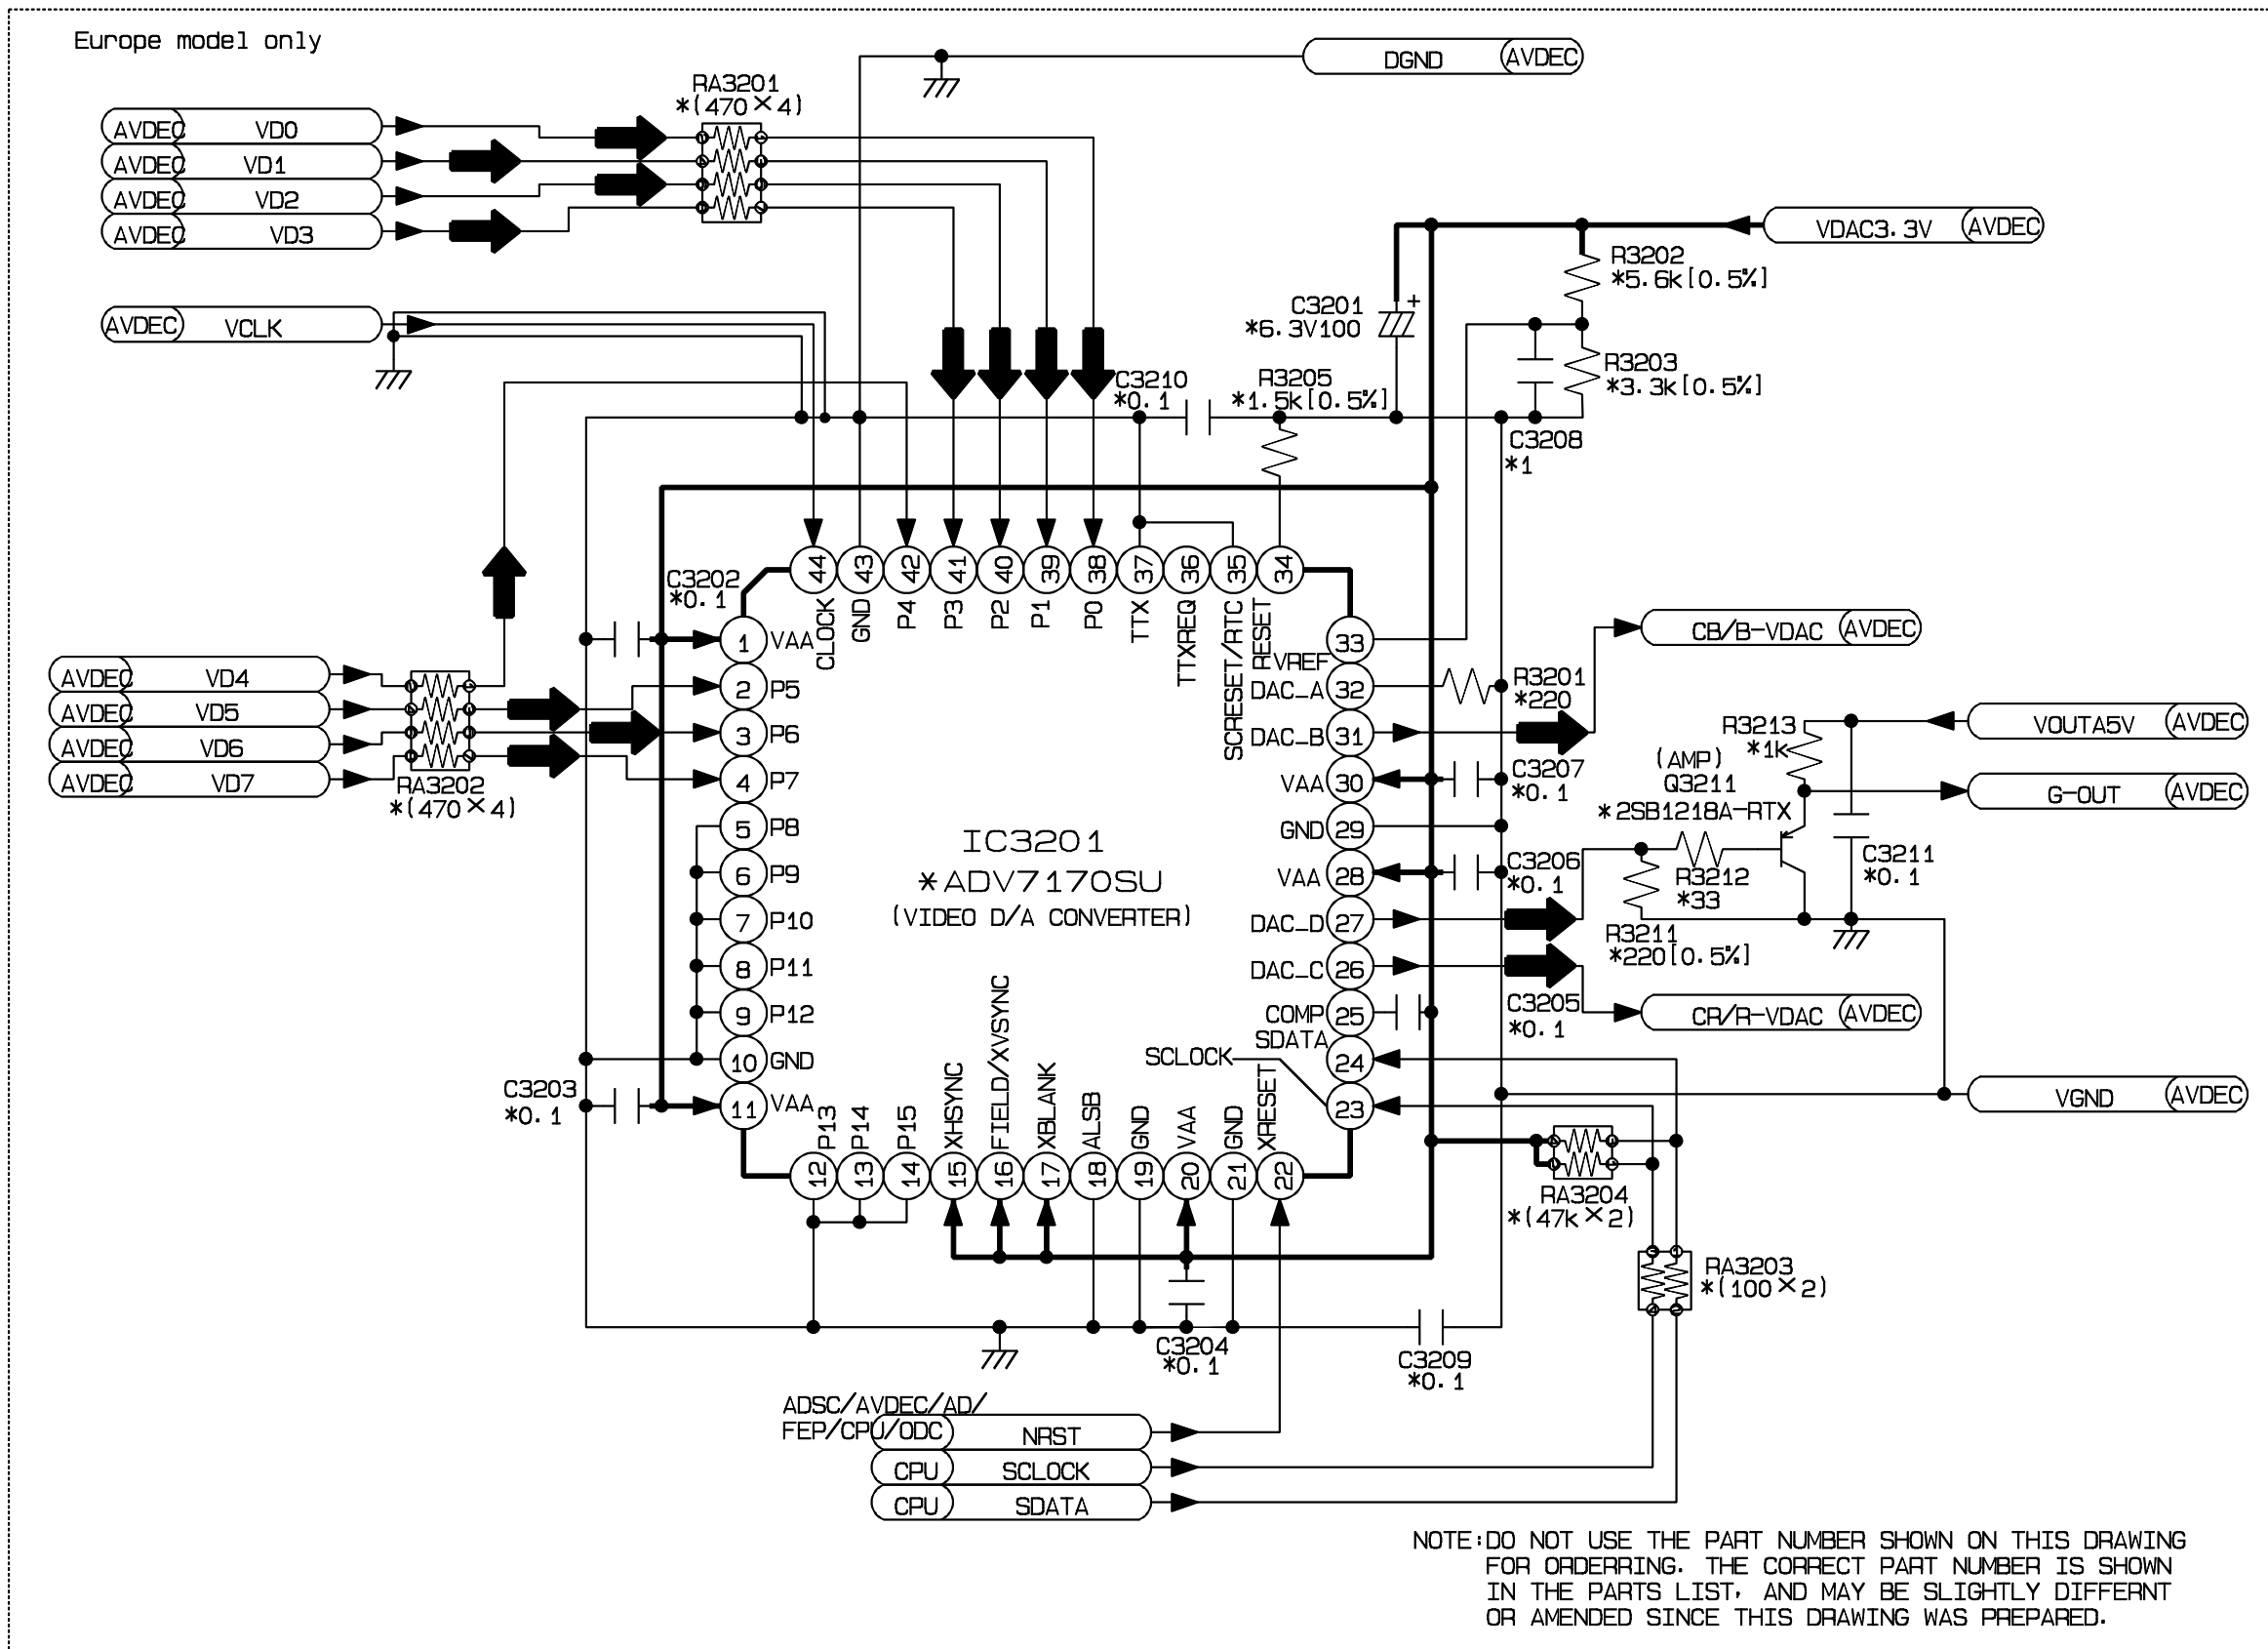 Europe model only
DGND AVDEC
RA3201
*(470×4)
AVDEC VD0
AVDEC VD1
AVDEC VD2
AVDEC VD3
VDAC3.3V AVDEC
R3202
*5.6k[0.5%]
C3201 +
*6.3V100
AVDEC VCLK
R3203
*3.3k[0.5%]
C3210
*0.1
R3205
*1.5k[0.5%]
C3208
*1
C3202
*0.1
44 43 42 41 40 39 38 37 36 35 34
CLOCK GND P4 P3 P2 P1 P0 TTX TTXREQ SCRESET/RTC RESET
1 VAA
2 P5
3 P6
4 P7
5 P8
6 P9
7 P10
8 P11
9 P12
10 GND
11 VAA
33 VREF
DAC_A 32
DAC_B 31
VAA 30
GND 29
VAA 28
DAC_D 27
DAC_C 26
COMP 25
SDATA 24
SCLOCK 23
CB/B-VDAC AVDEC
R3201
*220
AVDEC VD4
AVDEC VD5
AVDEC VD6
AVDEC VD7
RA3202
*(470×4)
R3213
*1k
VOUTA5V AVDEC
(AMP)
Q3211
*2SB1218A-RTX
G-OUT AVDEC
C3207
*0.1
IC3201
*ADV7170SU
(VIDEO D/A CONVERTER)
C3206
*0.1
R3212
*33
C3211
*0.1
R3211
*220[0.5%]
C3205
*0.1
CR/R-VDAC AVDEC
C3203
*0.1
VGND AVDEC
P13 P14 P15 XHSYNC FIELD/XVSYNC XBLANK ALSB GND VAA GND XRESET
12 13 14 15 16 17 18 19 20 21 22
RA3204
*(47k×2)
3 1
RA3203
*(100×2)
4 2
C3204
*0.1
C3209
*0.1
ADSC/AVDEC/AD/
FEP/CPU/ODC NRST
CPU SCLOCK
CPU SDATA
NOTE:DO NOT USE THE PART NUMBER SHOWN ON THIS DRAWING
FOR ORDERRING. THE CORRECT PART NUMBER IS SHOWN
IN THE PARTS LIST, AND MAY BE SLIGHTLY DIFFERNT
OR AMENDED SINCE THIS DRAWING WAS PREPARED.